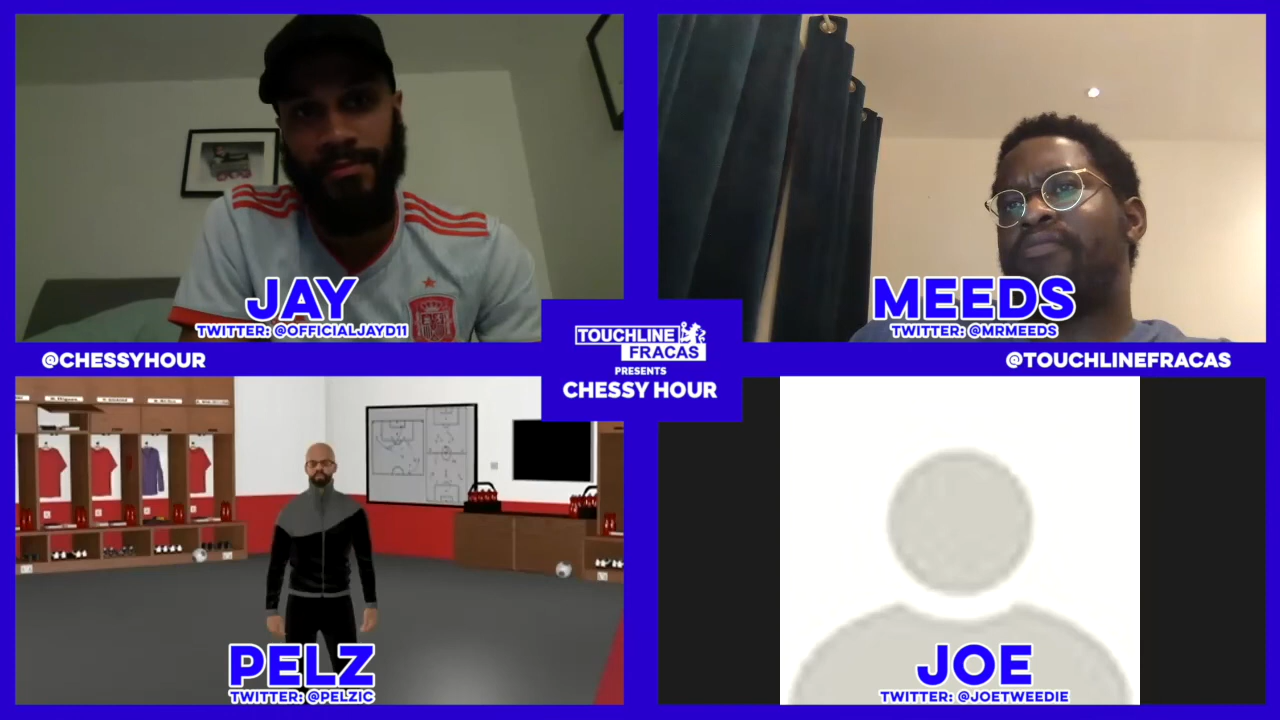 JAY
TWITTER: @OFFICIALJAYD11
MEEDS
TWITTER: @MRMEEDS
@CHESSYHOUR
TOUCHLINE
FRACAS
PRESENTS
CHESSY HOUR
@TOUCHLINEFRACAS
PELZ
TWITTER: @PELZIC
JOE
TWITTER: @JOETWEEDIE